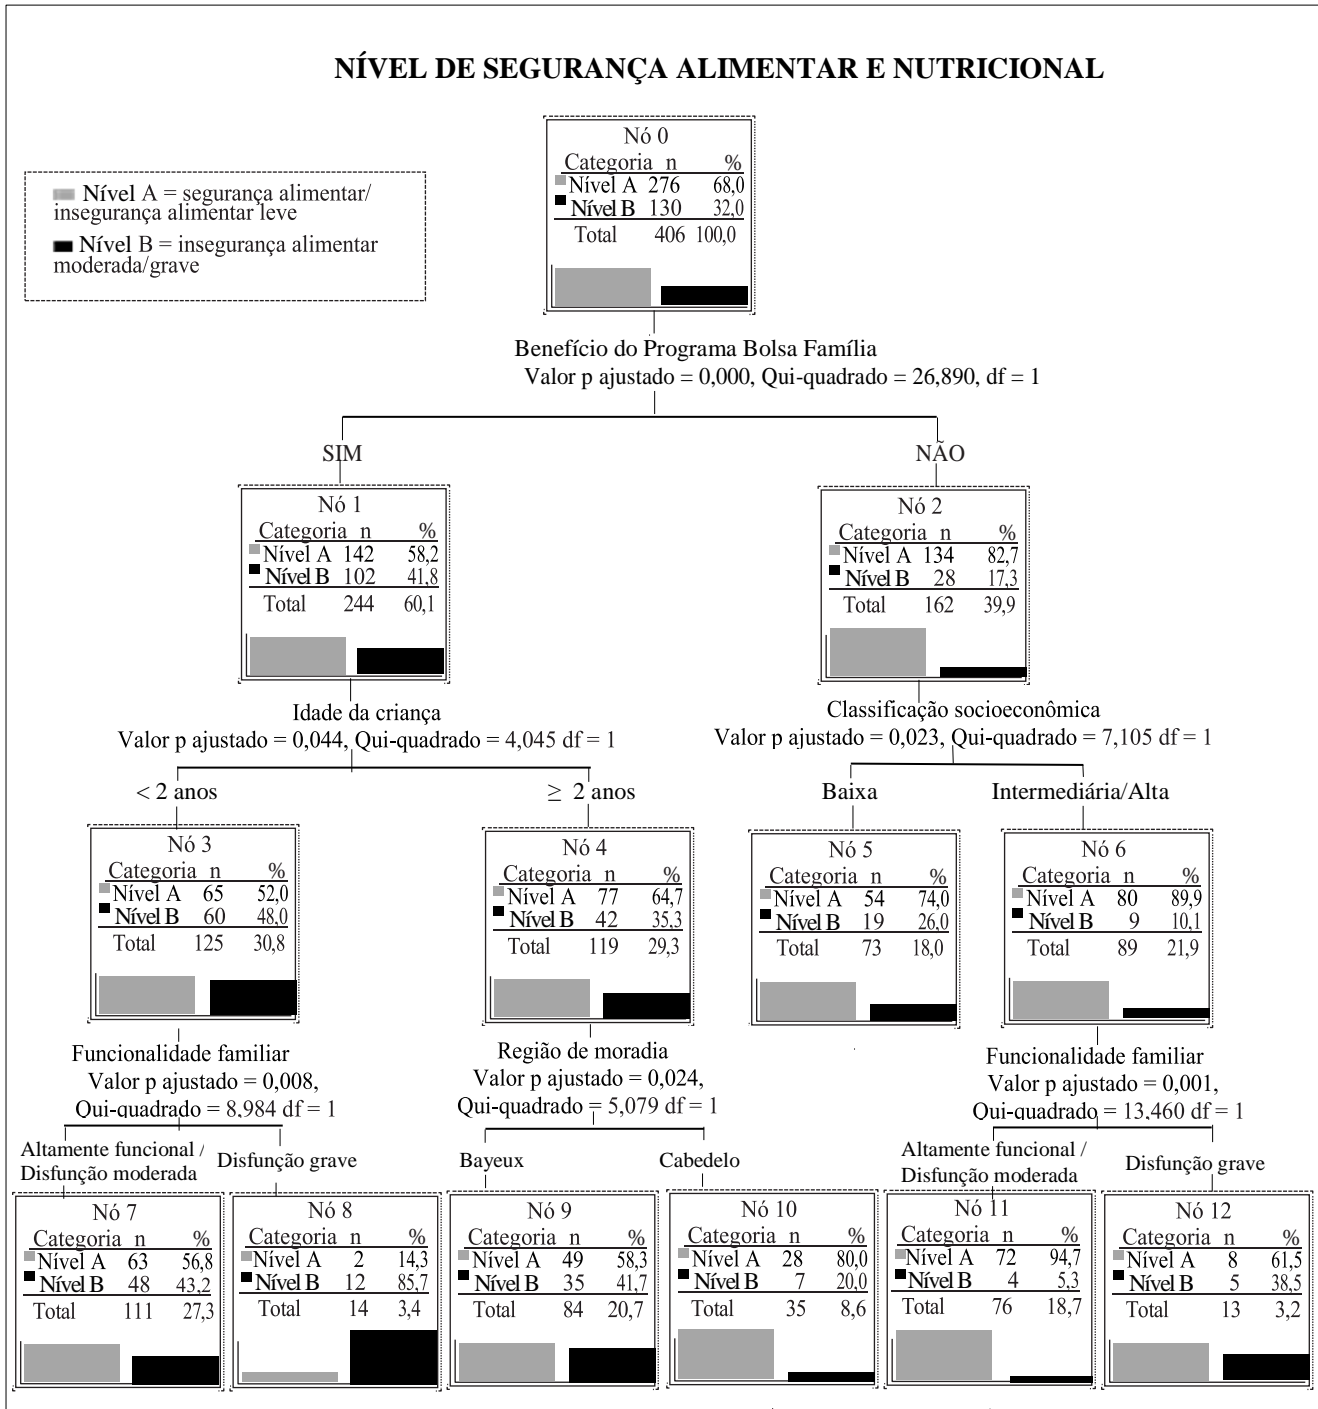 NÍVEL DE SEGURANÇA ALIMENTAR E NUTRICIONAL
Nível A = segurança alimentar/
insegurança alimentar leve
Nível B = insegurança alimentar
moderada/grave
Nó 0
Categoria n %
Nível A 276 68,0
Nível B 130 32,0
Total 406 100,0
Benefício do Programa Bolsa Família
Valor p ajustado = 0,000, Qui-quadrado = 26,890, df = 1
SIM
NÃO
Nó 1
Categoria n %
Nível A 142 58,2
Nível B 102 41,8
Total 244 60,1
Nó 2
Categoria n %
Nível A 134 82,7
Nível B 28 17,3
Total 162 39,9
Idade da criança
Valor p ajustado = 0,044, Qui-quadrado = 4,045 df = 1
Classificação socioeconômica
Valor p ajustado = 0,023, Qui-quadrado = 7,105 df = 1
< 2 anos
≥ 2 anos
Baixa
Intermediária/Alta
Nó 3
Categoria n %
Nível A 65 52,0
Nível B 60 48,0
Total 125 30,8
Nó 4
Categoria n %
Nível A 77 64,7
Nível B 42 35,3
Total 119 29,3
Nó 5
Categoria n %
Nível A 54 74,0
Nível B 19 26,0
Total 73 18,0
Nó 6
Categoria n %
Nível A 80 89,9
Nível B 9 10,1
Total 89 21,9
Funcionalidade familiar
Valor p ajustado = 0,008,
Qui-quadrado = 8,984 df = 1
Região de moradia
Valor p ajustado = 0,024,
Qui-quadrado = 5,079 df = 1
Funcionalidade familiar
Valor p ajustado = 0,001,
Qui-quadrado = 13,460 df = 1
Altamente funcional /
Disfunção moderada
Disfunção grave
Bayeux
Cabedelo
Altamente funcional /
Disfunção moderada
Disfunção grave
Nó 7
Categoria n %
Nível A 63 56,8
Nível B 48 43,2
Total 111 27,3
Nó 8
Categoria n %
Nível A 2 14,3
Nível B 12 85,7
Total 14 3,4
Nó 9
Categoria n %
Nível A 49 58,3
Nível B 35 41,7
Total 84 20,7
Nó 10
Categoria n %
Nível A 28 80,0
Nível B 7 20,0
Total 35 8,6
Nó 11
Categoria n %
Nível A 72 94,7
Nível B 4 5,3
Total 76 18,7
Nó 12
Categoria n %
Nível A 8 61,5
Nível B 5 38,5
Total 13 3,2